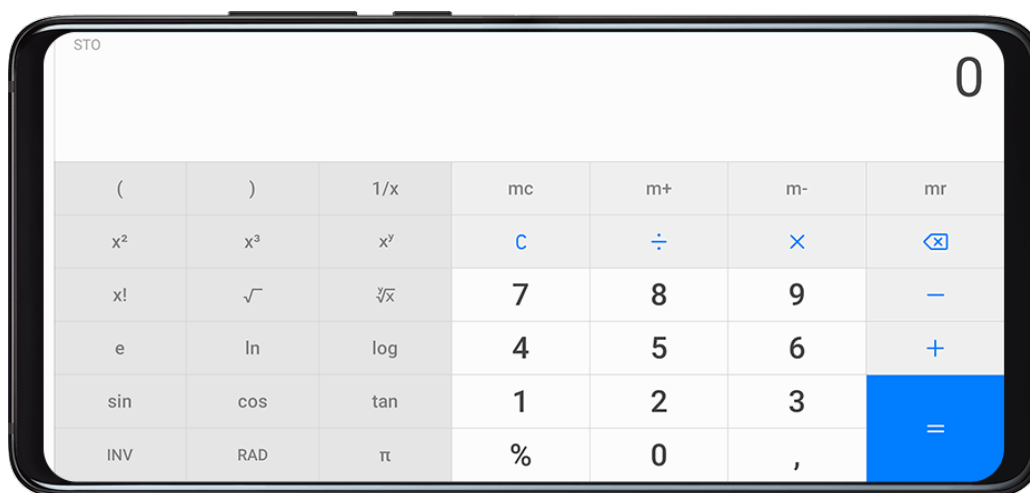 STO
0
( ) 1/x mc m+ m- mr
x² x³ xʸ C ÷ ×
x! √ ʸ√x 7 8 9 −
e ln log 4 5 6 +
sin cos tan 1 2 3 =
INV RAD π % 0 ,